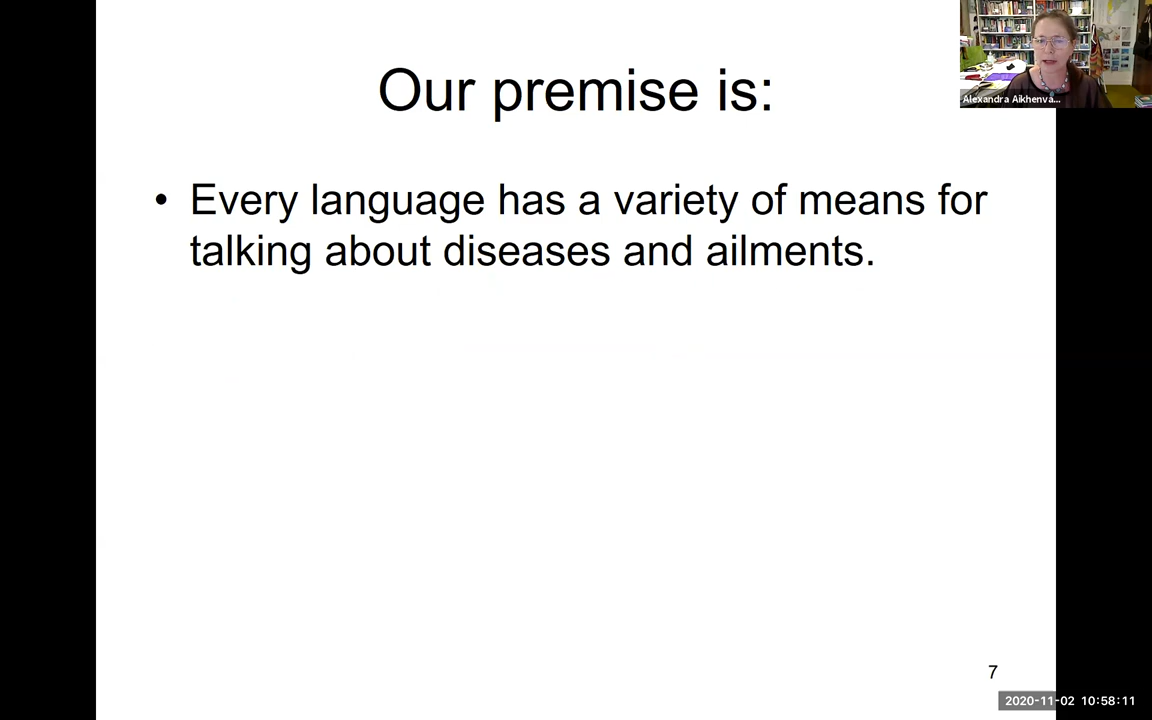 Our premise is:
Alexandra Aikhenva...
• Every language has a variety of means for
talking about diseases and ailments.
7
2020-11-02 10:58:11